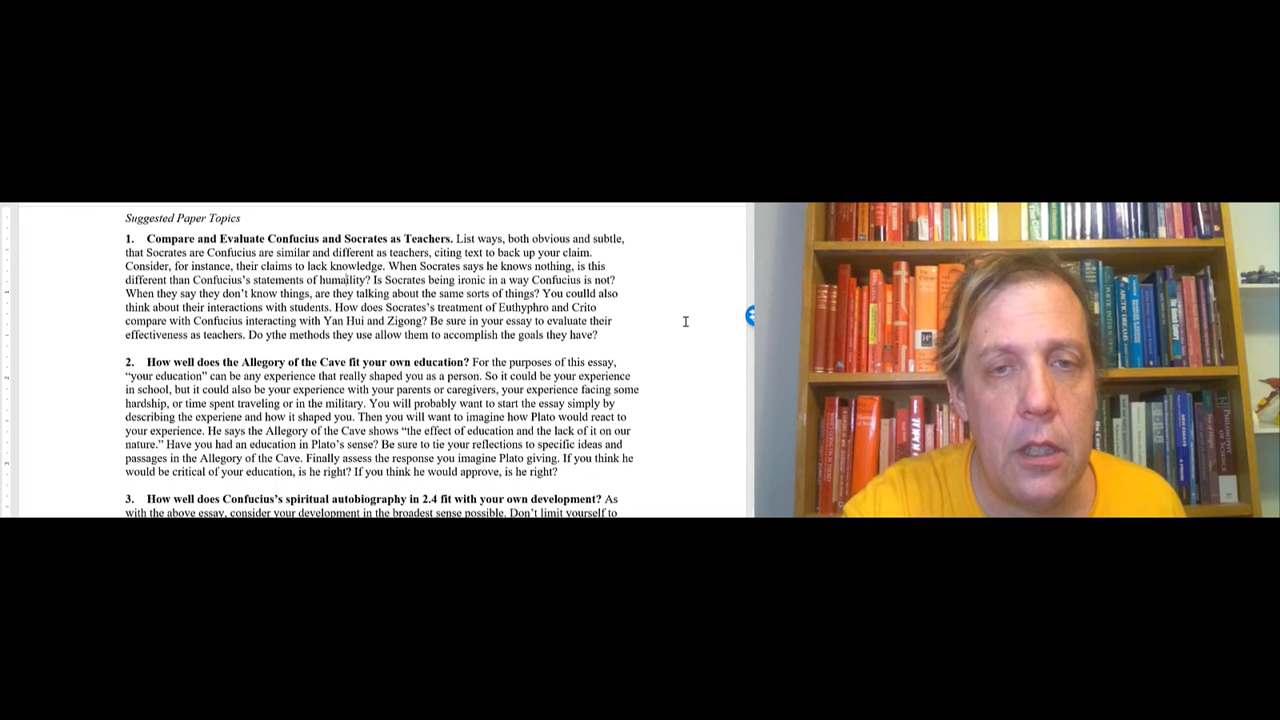 Suggested Paper Topics
1. Compare and Evaluate Confucius and Socrates as Teachers. List ways, both obvious and subtle,
that Socrates are Confucius are similar and different as teachers, citing text to back up your claim.
Consider, for instance, their claims to lack knowledge. When Socrates says he knows nothing, is this
different than Confucius's statements of humality? Is Socrates being ironic in a way Confucius is not?
When they say they don't know things, are they talking about the same sorts of things? You coulld also
think about their interactions with students. How does Socrates's treatment of Euthyphro and Crito
compare with Confucius interacting with Yan Hui and Zigong? Be sure in your essay to evaluate their
effectiveness as teachers. Do ythe methods they use allow them to accomplish the goals they have?
2. How well does the Allegory of the Cave fit your own education? For the purposes of this essay,
“your education” can be any experience that really shaped you as a person. So it could be your experience
in school, but it could also be your experience with your parents or caregivers, your experience facing some
hardship, or time spent traveling or in the military. You will probably want to start the essay simply by
describing the experiene and how it shaped you. Then you will want to imagine how Plato would react to
your experience. He says the Allegory of the Cave shows “the effect of education and the lack of it on our
nature.” Have you had an education in Plato's sense? Be sure to tie your reflections to specific ideas and
passages in the Allegory of the Cave. Finally assess the response you imagine Plato giving. If you think he
would be critical of your education, is he right? If you think he would approve, is he right?
3. How well does Confucius's spiritual autobiography in 2.4 fit with your own development? As
with the above essay, consider your development in the broadest sense possible. Don't limit yourself to
ARCTIC DREAMS